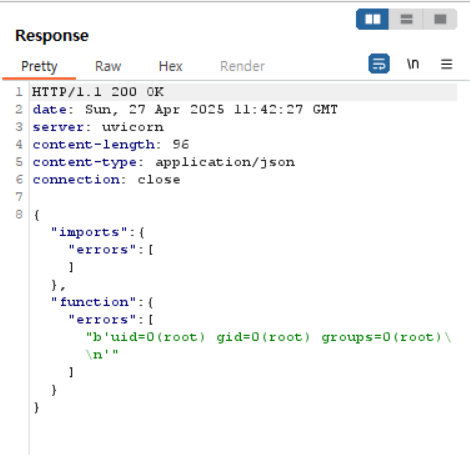 Response
Pretty Raw Hex Render \n
1 HTTP/1.1 200 OK
2 date: Sun, 27 Apr 2025 11:42:27 GMT
3 server: uvicorn
4 content-length: 96
5 content-type: application/json
6 connection: close
7
8 {
"imports":{
"errors":[
]
},
"function":{
"errors":[
"b'uid=0(root) gid=0(root) groups=0(root)\
\n'"
]
}
}